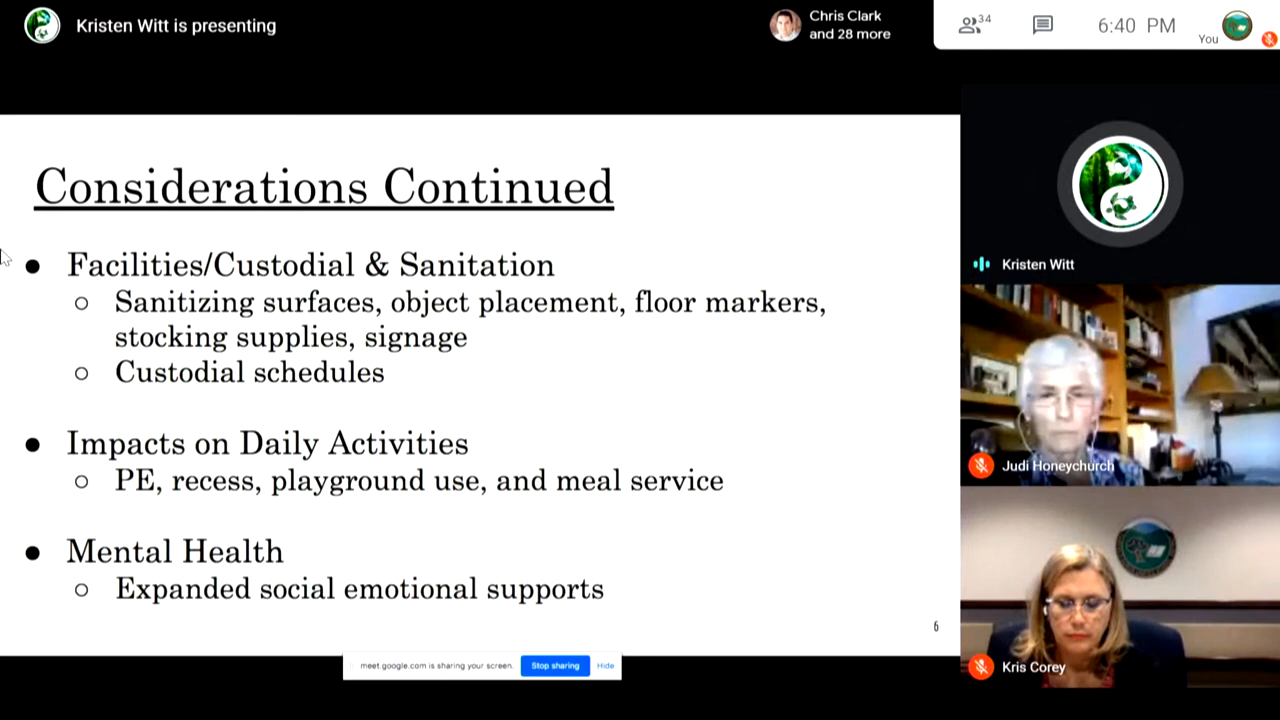 Kristen Witt is presenting
Chris Clark
and 28 more
34
6:40 PM
You
Considerations Continued
● Facilities/Custodial & Sanitation
○ Sanitizing surfaces, object placement, floor markers,
stocking supplies, signage
○ Custodial schedules
● Impacts on Daily Activities
○ PE, recess, playground use, and meal service
● Mental Health
○ Expanded social emotional supports
6
Kristen Witt
Judi Honeychurch
Kris Corey
meet.google.com is sharing your screen.
Stop sharing
Hide